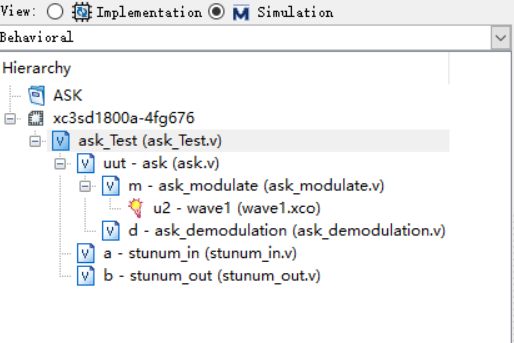 View: Implementation Simulation
Behavioral
Hierarchy
ASK
xc3sd1800a-4fg676
ask_Test (ask_Test.v)
uut - ask (ask.v)
m - ask_modulate (ask_modulate.v)
u2 - wave1 (wave1.xco)
d - ask_demodulation (ask_demodulation.v)
a - stunum_in (stunum_in.v)
b - stunum_out (stunum_out.v)